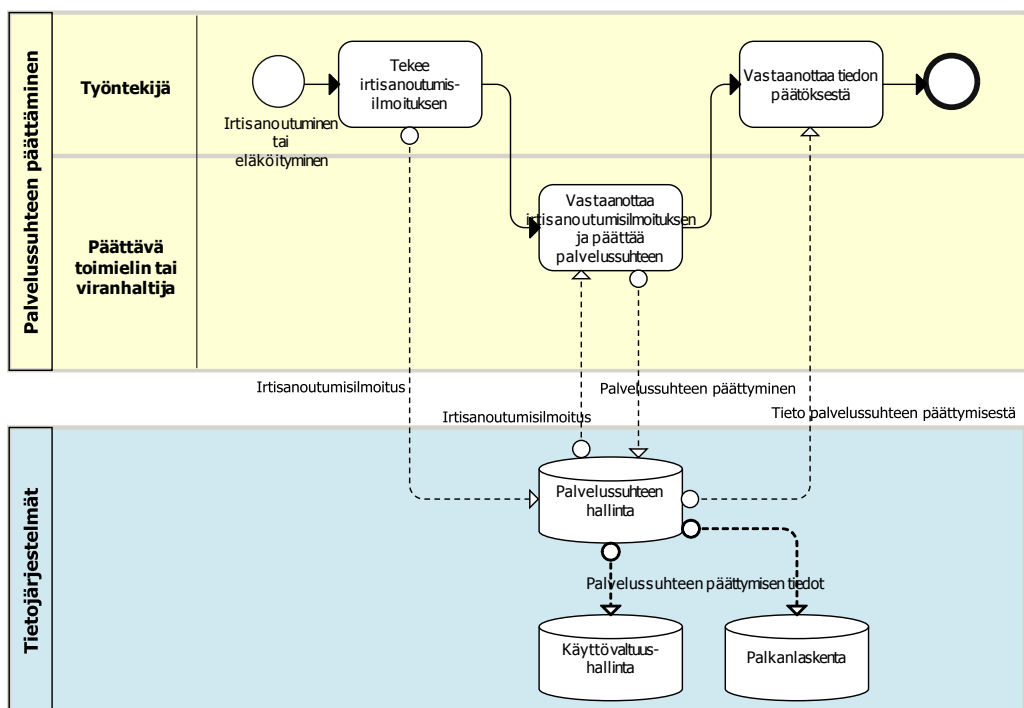 Palvelussuhteen päättäminen
Työntekijä
Irtisanoutuminen
tai
eläköityminen
Tekee
irtisanoutumis-
ilmoituksen
Vastaanottaa tiedon
päätöksestä
Päättävä
toimielin tai
viranhaltija
Vastaanottaa
irtisanoutumisilmoituksen
ja päättää
palvelussuhteen
Irtisanoutumisilmoitus
Irtisanoutumisilmoitus
Palvelussuhteen päättyminen
Tieto palvelussuhteen päättymisestä
Tietojärjestelmät
Palvelussuhteen
hallinta
Palvelussuhteen päättymisen tiedot
Käyttövaltuus-
hallinta
Palkanlaskenta